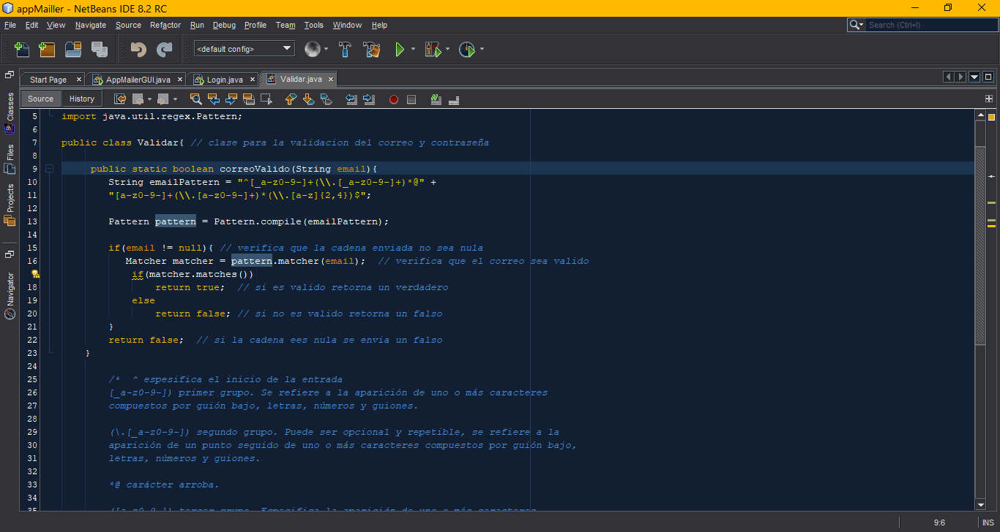 appMailler - NetBeans IDE 8.2 RC
File Edit View Navigate Source Refactor Run Debug Profile Team Tools Window Help
Search (Ctrl+I)
<default config>
Start Page AppMailerGUI.java Login.java Validar.java
Source History
Classes
Files
Projects
Navigator
5 import java.util.regex.Pattern;
6
7 public class Validar{ // clase para la validacion del correo y contraseña
8
9 public static boolean correoValido(String email){
10 String emailPattern = "^[_a-z0-9-]+(\\.[_a-z0-9-]+)*@" +
11 "[a-z0-9-]+(\\.[a-z0-9-]+)*(\\.[a-z]{2,4})$";
12
13 Pattern pattern = Pattern.compile(emailPattern);
14
15 if(email != null){ // verifica que la cadena enviada no sea nula
16 Matcher matcher = pattern.matcher(email); // verifica que el correo sea valido
if(matcher.matches())
18 return true; // si es valido retorna un verdadero
19 else
20 return false; // si no es valido retorna un falso
21 }
22 return false; // si la cadena ees nula se envia un falso
23 }
24
25 /* ^ espesifica el inicio de la entrada
26 [_a-z0-9-]) primer grupo. Se refiere a la aparición de uno o más caracteres
27 compuestos por guión bajo, letras, números y guiones.
28
29 (\.[_a-z0-9-]) segundo grupo. Puede ser opcional y repetible, se refiere a la
30 aparición de un punto seguido de uno o más caracteres compuestos por guión bajo,
31 letras, números y guiones.
32
33 *@ carácter arroba.
34
35 ([a-z0-9-]) tercer grupo. Especifica la aparición de uno o más caracteres
9:6 INS